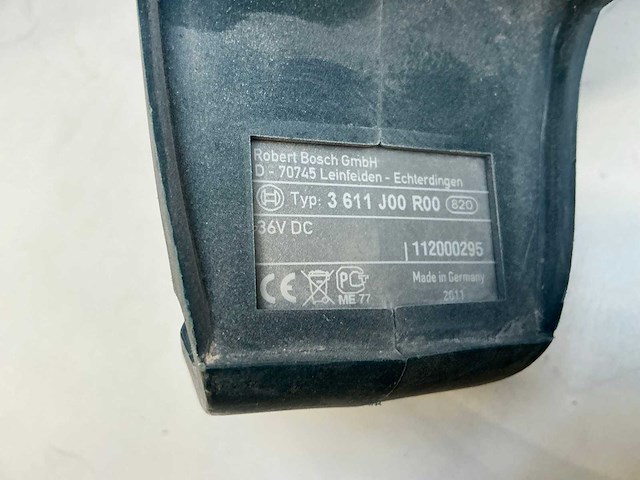 Robert Bosch GmbH
D - 70745 Leinfelden - Echterdingen
Typ: 3 611 J00 R00 820
36V DC
112000295
CE PC Made in Germany
ME 77 2011